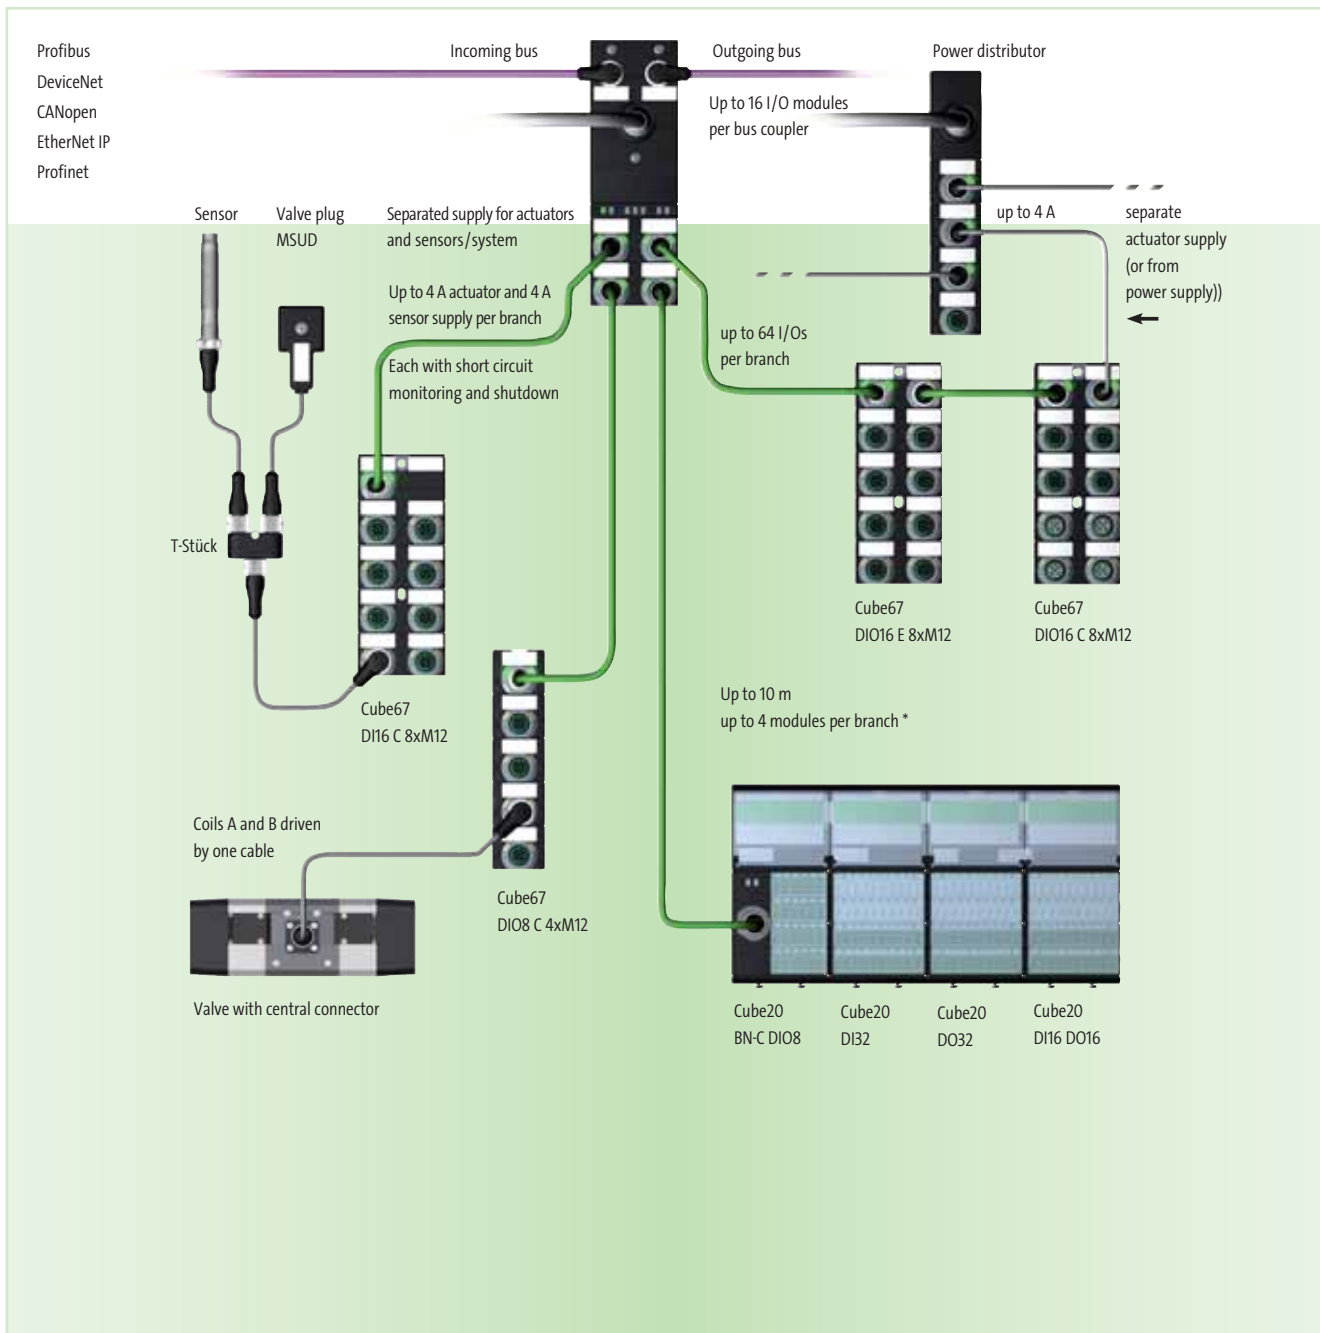 Profibus
DeviceNet
CANopen
EtherNet IP
Profinet
Incoming bus
Outgoing bus
Power distributor
Up to 16 I/O modules
per bus coupler
Sensor
Valve plug
MSUD
Separated supply for actuators
and sensors/system
up to 4 A
separate
actuator supply
(or from
power supply))
Up to 4 A actuator and 4 A
sensor supply per branch
Each with short circuit
monitoring and shutdown
up to 64 I/Os
per branch
T-Stück
Cube67
DIO16 E 8xM12
Cube67
DIO16 C 8xM12
Cube67
DI16 C 8xM12
Up to 10 m
up to 4 modules per branch *
Coils A and B driven
by one cable
Cube67
DIO8 C 4xM12
Valve with central connector
Cube20
BN-C DIO8
Cube20
DI32
Cube20
DO32
Cube20
DI16 DO16